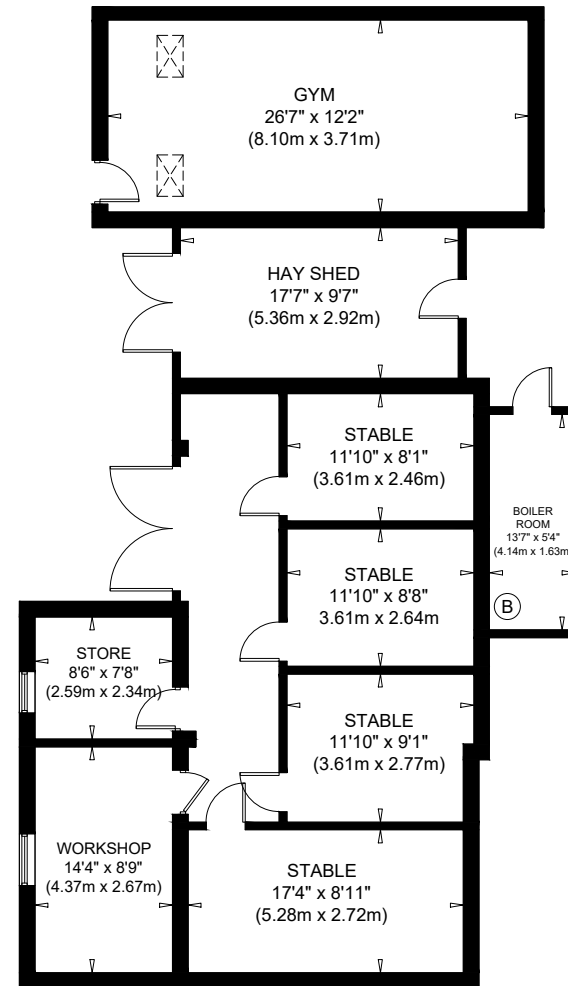 GYM
26'7" x 12'2"
(8.10m x 3.71m)
HAY SHED
17'7" x 9'7"
(5.36m x 2.92m)
STABLE
11'10" x 8'1"
(3.61m x 2.46m)
BOILER
ROOM
13'7" x 5'4"
(4.14m x 1.63m
B
STABLE
11'10" x 8'8"
3.61m x 2.64m
STORE
8'6" x 7'8"
(2.59m x 2.34m)
STABLE
11'10" x 9'1"
(3.61m x 2.77m)
WORKSHOP
14'4" x 8'9"
(4.37m x 2.67m)
STABLE
17'4" x 8'11"
(5.28m x 2.72m)